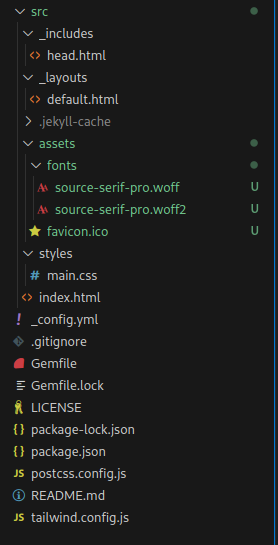 src
_includes
head.html
_layouts
default.html
.jekyll-cache
assets
fonts
source-serif-pro.woff U
source-serif-pro.woff2 U
favicon.ico U
styles
# main.css
index.html
! _config.yml
.gitignore
Gemfile
Gemfile.lock
LICENSE
{} package-lock.json
{} package.json
JS postcss.config.js
README.md
JS tailwind.config.js